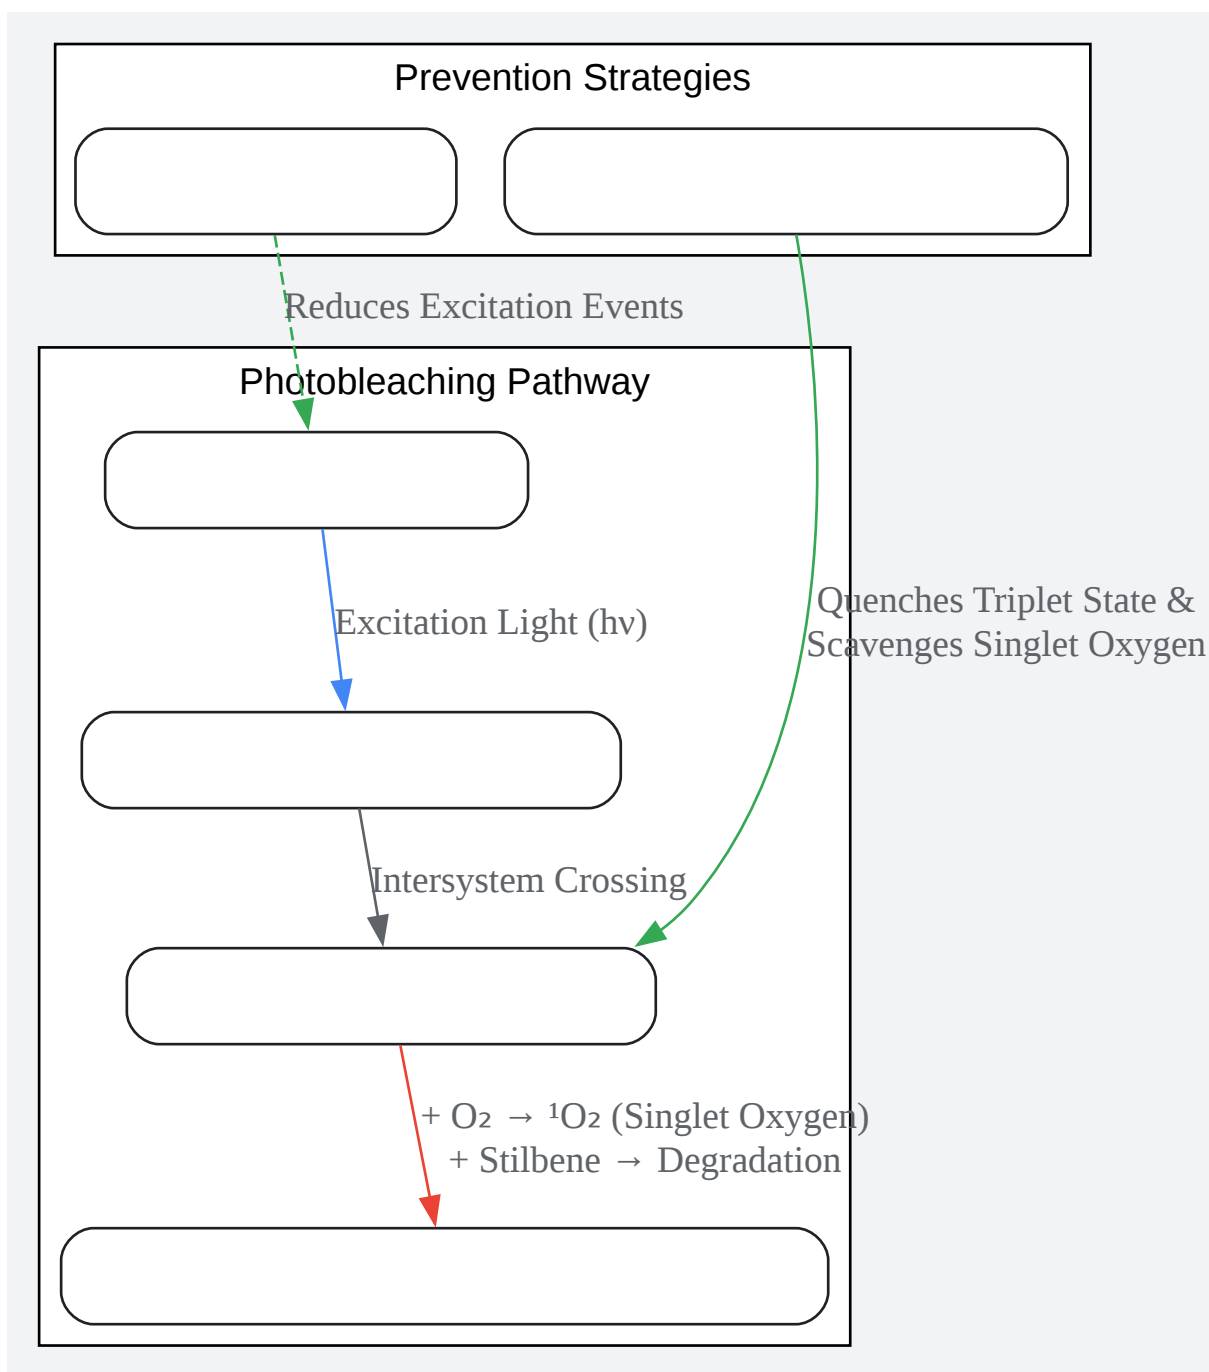 Prevention Strategies
Reduces Excitation Events
Photobleaching Pathway
Quenches Triplet State &
Scavenges Singlet Oxygen
Excitation Light (hν)
Intersystem Crossing
+ O₂ → ¹O₂ (Singlet Oxygen)
+ Stilbene → Degradation